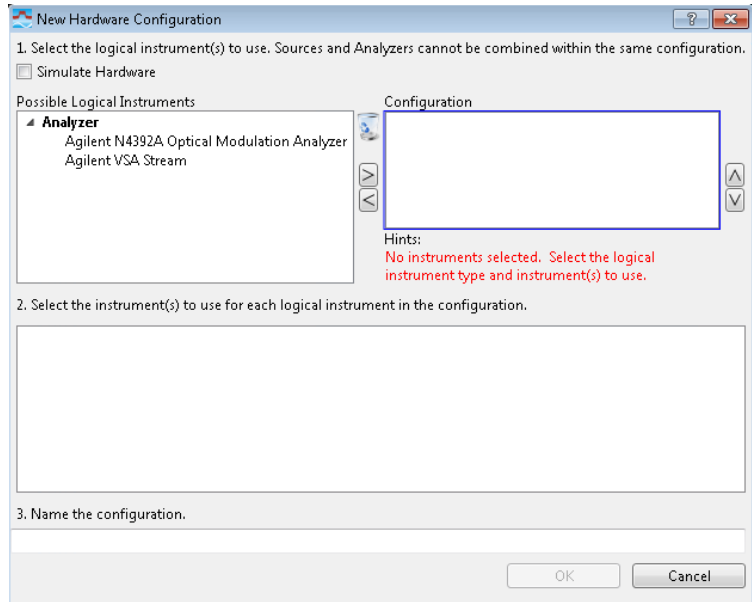 New Hardware Configuration
?
1. Select the logical instrument(s) to use. Sources and Analyzers cannot be combined within the same configuration.
Simulate Hardware
Possible Logical Instruments
Configuration
Analyzer
Agilent N4392A Optical Modulation Analyzer
Agilent VSA Stream
>
<
Hints:
No instruments selected. Select the logical
instrument type and instrument(s) to use.
2. Select the instrument(s) to use for each logical instrument in the configuration.
3. Name the configuration.
OK
Cancel